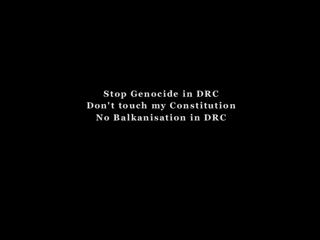 Stop Genocide in DRC
Don't touch my Constitution
No Balkanisation in DRC